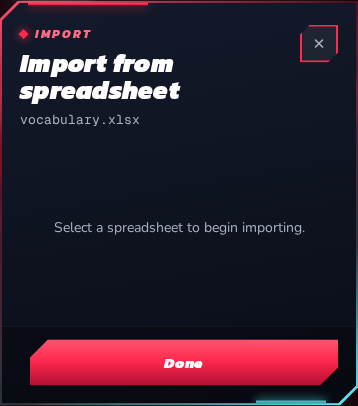 IMPORT
Import from
spreadsheet
vocabulary.xlsx
Select a spreadsheet to begin importing.
Done